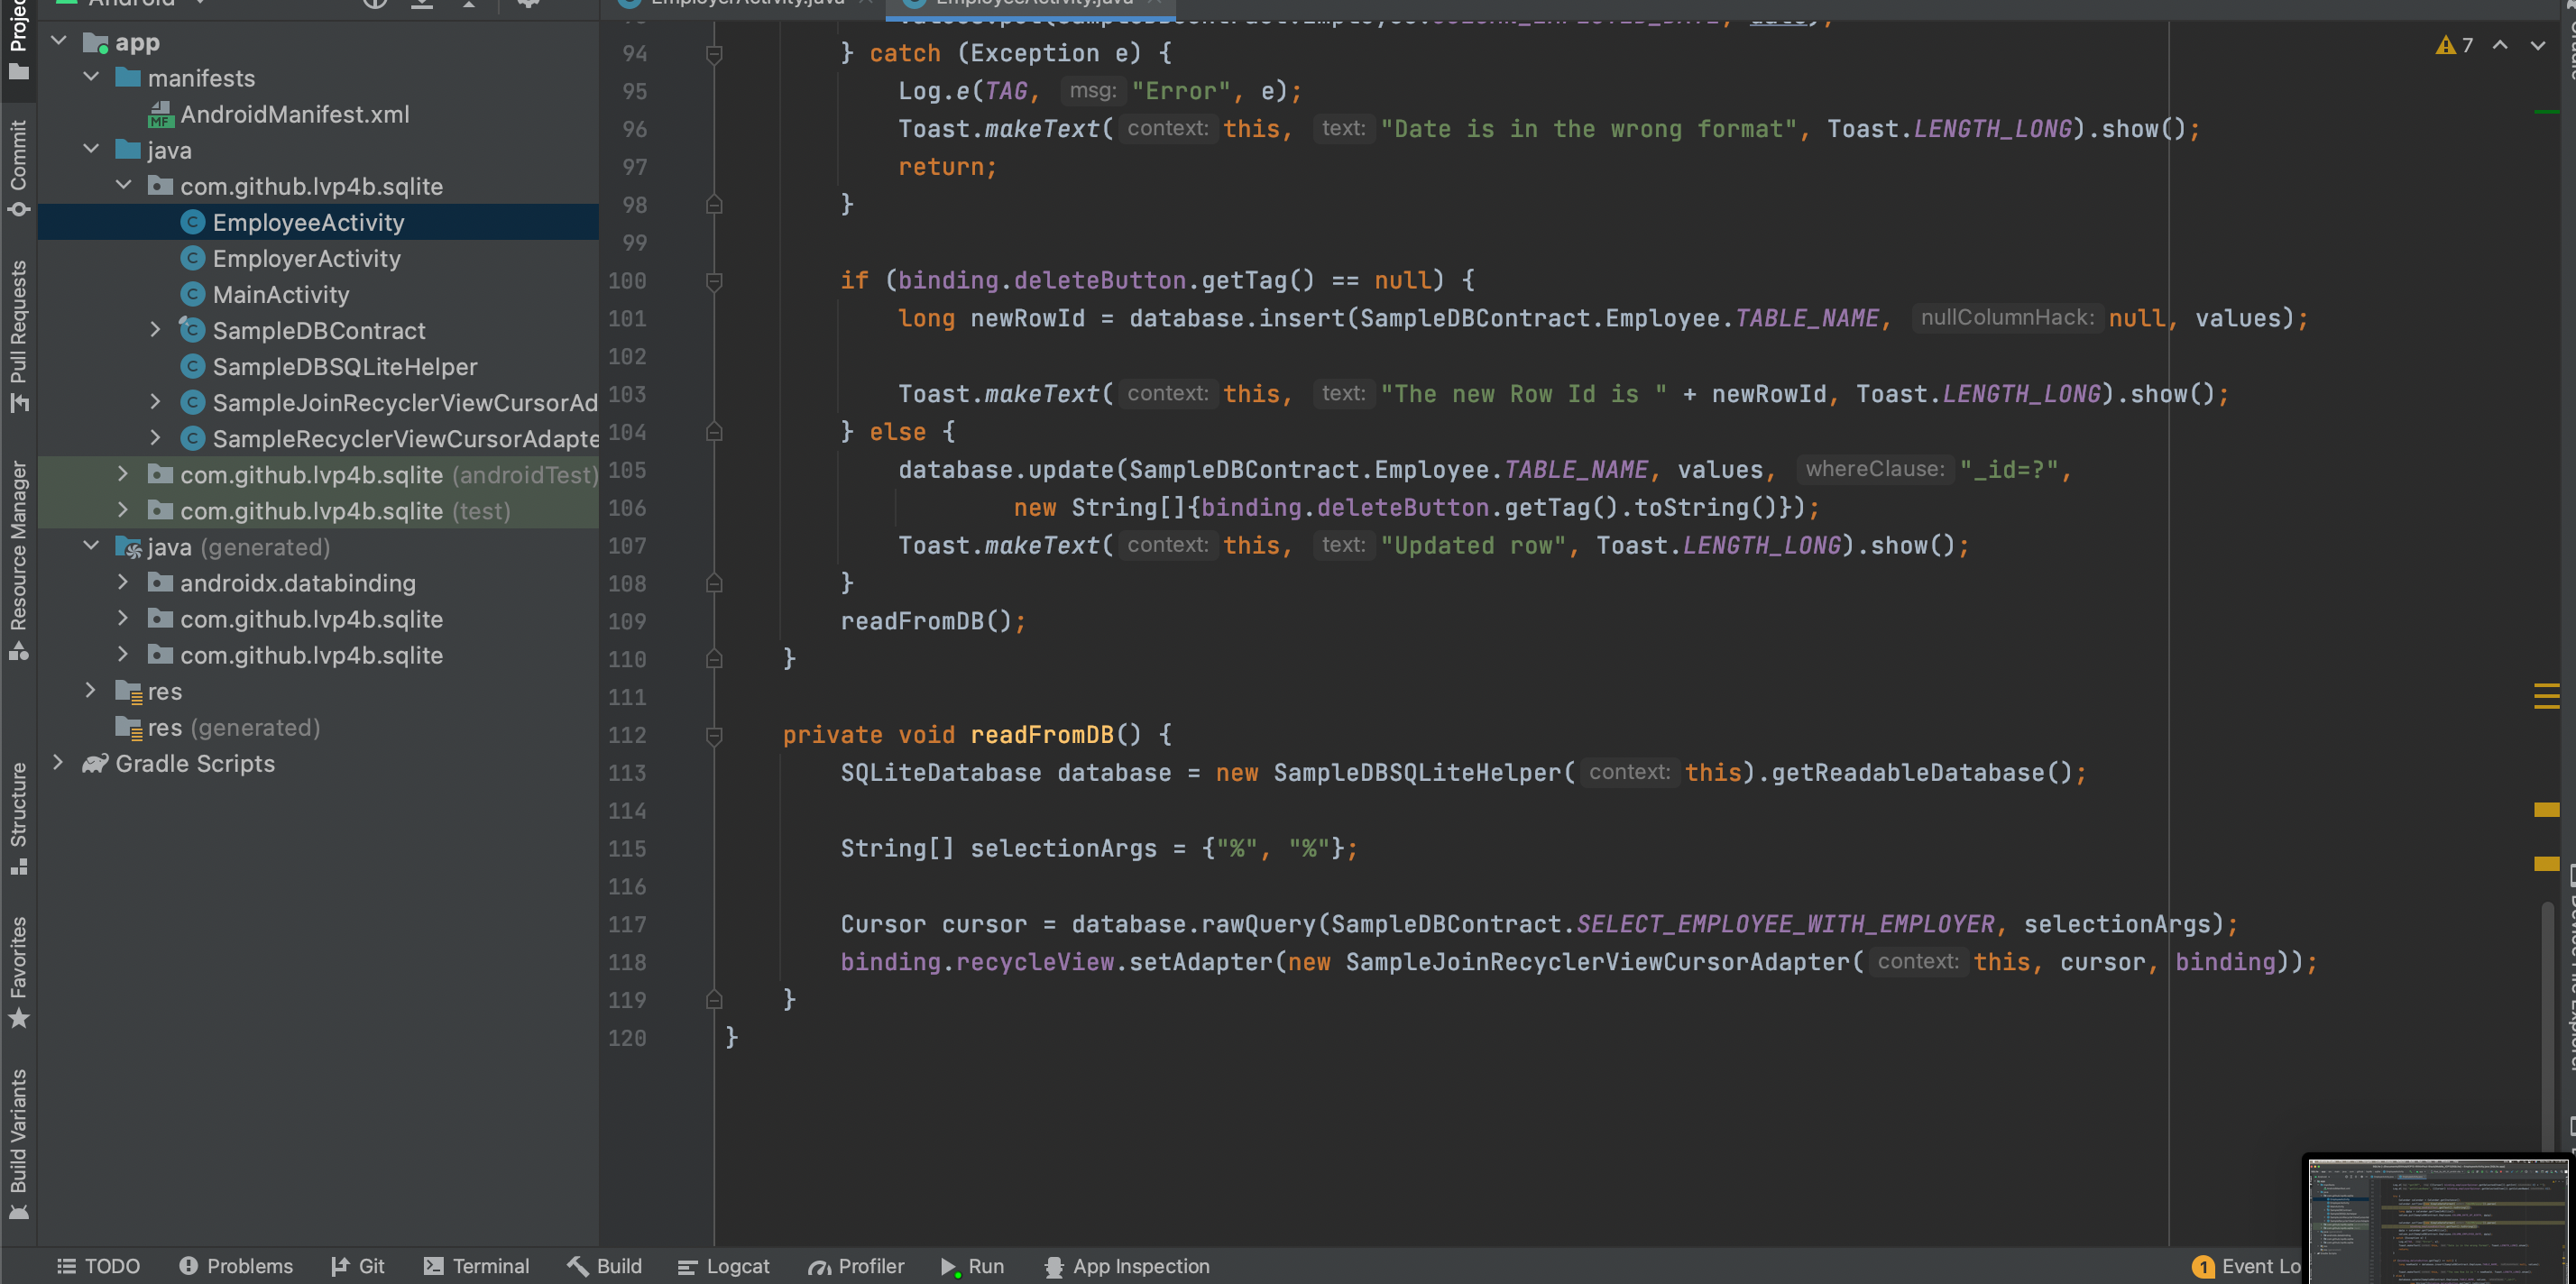 Android
EmployerActivity.java
EmployeeActivity.java
Project
Commit
Pull Requests
Resource Manager
Structure
Favorites
Build Variants
app
manifests
AndroidManifest.xml
java
com.github.lvp4b.sqlite
EmployeeActivity
EmployerActivity
MainActivity
SampleDBContract
SampleDBSQLiteHelper
SampleJoinRecyclerViewCursorAd
SampleRecyclerViewCursorAdapte
com.github.lvp4b.sqlite (androidTest)
com.github.lvp4b.sqlite (test)
java (generated)
androidx.databinding
com.github.lvp4b.sqlite
com.github.lvp4b.sqlite
res
res (generated)
Gradle Scripts
7
94 } catch (Exception e) {
95 Log.e(TAG, msg: "Error", e);
96 Toast.makeText( context: this, text: "Date is in the wrong format", Toast.LENGTH_LONG).show();
97 return;
98 }
99
100 if (binding.deleteButton.getTag() == null) {
101 long newRowId = database.insert(SampleDBContract.Employee.TABLE_NAME, nullColumnHack: null, values);
102
103 Toast.makeText( context: this, text: "The new Row Id is " + newRowId, Toast.LENGTH_LONG).show();
104 } else {
105 database.update(SampleDBContract.Employee.TABLE_NAME, values, whereClause: "_id=?",
106 new String[]{binding.deleteButton.getTag().toString()});
107 Toast.makeText( context: this, text: "Updated row", Toast.LENGTH_LONG).show();
108 }
109 readFromDB();
110 }
111
112 private void readFromDB() {
113 SQLiteDatabase database = new SampleDBSQLiteHelper( context: this).getReadableDatabase();
114
115 String[] selectionArgs = {"%", "%"};
116
117 Cursor cursor = database.rawQuery(SampleDBContract.SELECT_EMPLOYEE_WITH_EMPLOYER, selectionArgs);
118 binding.recycleView.setAdapter(new SampleJoinRecyclerViewCursorAdapter( context: this, cursor, binding));
119 }
120 }
TODO Problems Git Terminal Build Logcat Profiler Run App Inspection 1 Event Lo